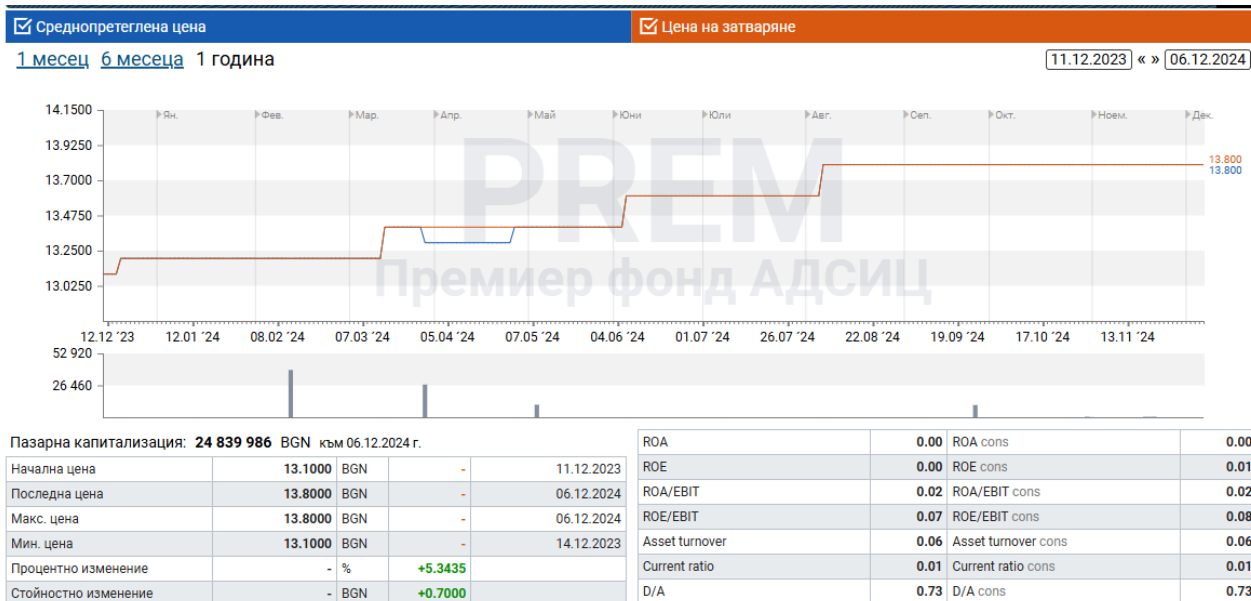 Среднопретеглена цена Цена на затваряне
1 месец 6 месеца 1 година 11.12.2023 « » 06.12.2024
14.1500
13.9250
13.7000
13.4750
13.2500
13.0250
Ян. Фев. Мар. Апр. Май Юни Юли Авг. Сеп. Окт. Ноем. Дек.
13.800
13.800
PREM
Премиер фонд АДСИЦ
12.12 ´23 12.01 ´24 08.02 ´24 07.03 ´24 05.04 ´24 07.05 ´24 04.06 ´24 01.07 ´24 26.07 ´24 22.08 ´24 19.09 ´24 17.10 ´24 13.11 ´24
52 920
26 460
Пазарна капитализация: 24 839 986 BGN към 06.12.2024 г.
Начална цена 13.1000 BGN - 11.12.2023
Последна цена 13.8000 BGN - 06.12.2024
Макс. цена 13.8000 BGN - 06.12.2024
Мин. цена 13.1000 BGN - 14.12.2023
Процентно изменение - % +5.3435
Стойностно изменение - BGN +0.7000
ROA 0.00 ROA cons 0.00
ROE 0.00 ROE cons 0.01
ROA/EBIT 0.02 ROA/EBIT cons 0.02
ROE/EBIT 0.07 ROE/EBIT cons 0.08
Asset turnover 0.06 Asset turnover cons 0.06
Current ratio 0.01 Current ratio cons 0.01
D/A 0.73 D/A cons 0.73